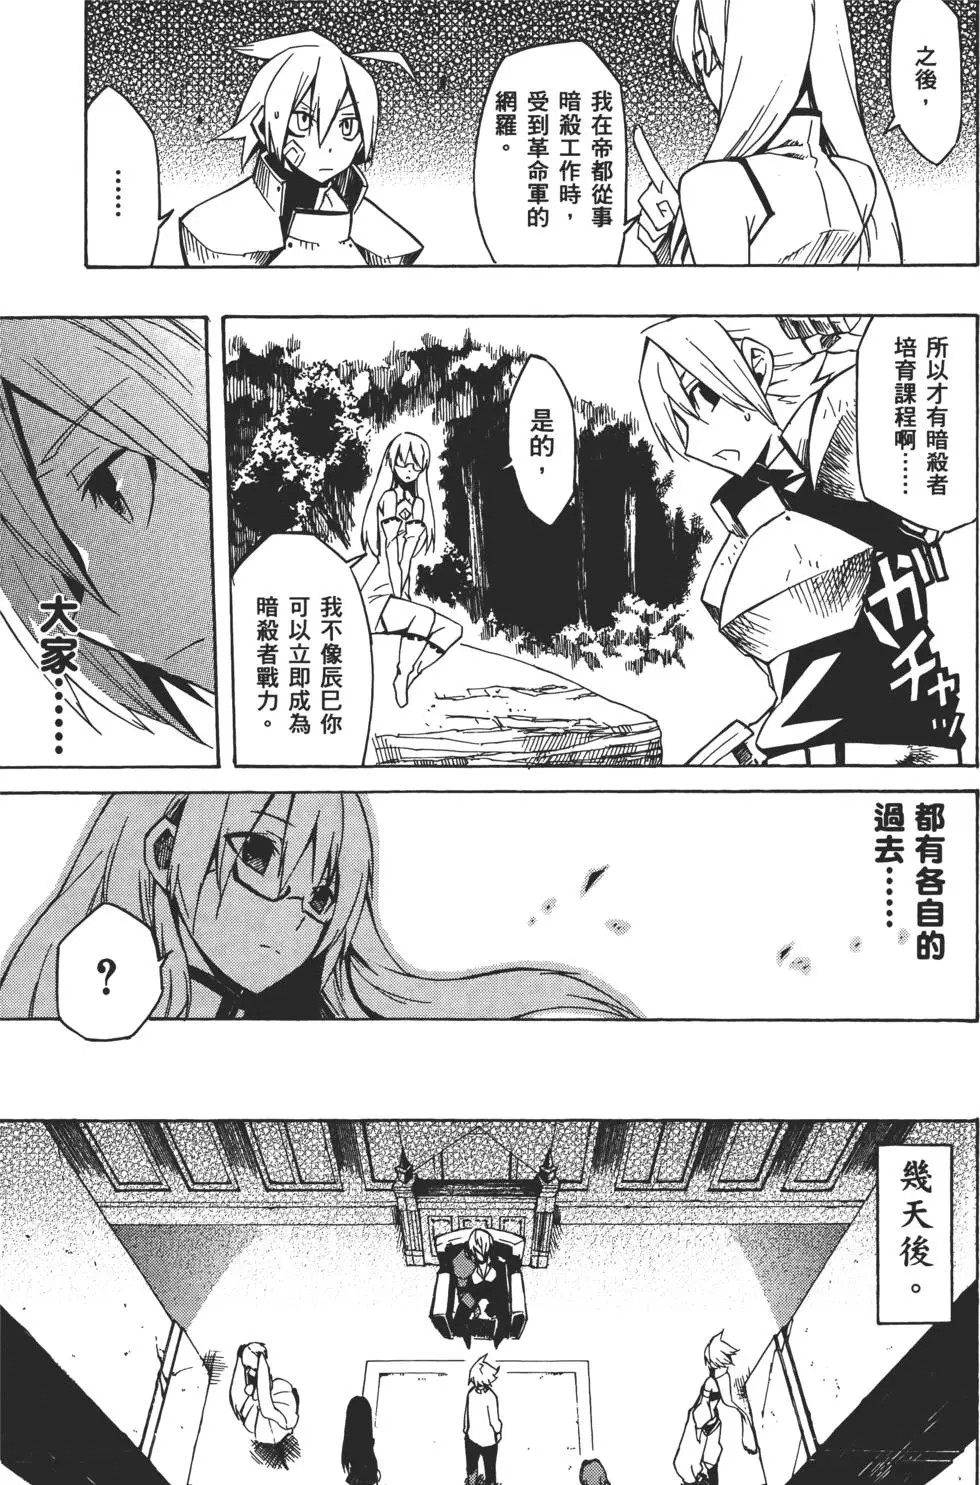 之後，
我在帝都從事
暗殺工作時，
受到革命軍的
網羅。
……
所以才有暗殺者
培育課程啊……
ガチャッ
是的，
我不像辰巳你
可以立即成為
暗殺者戰力。
大家……
都有各自的
過去……
？
幾天後。